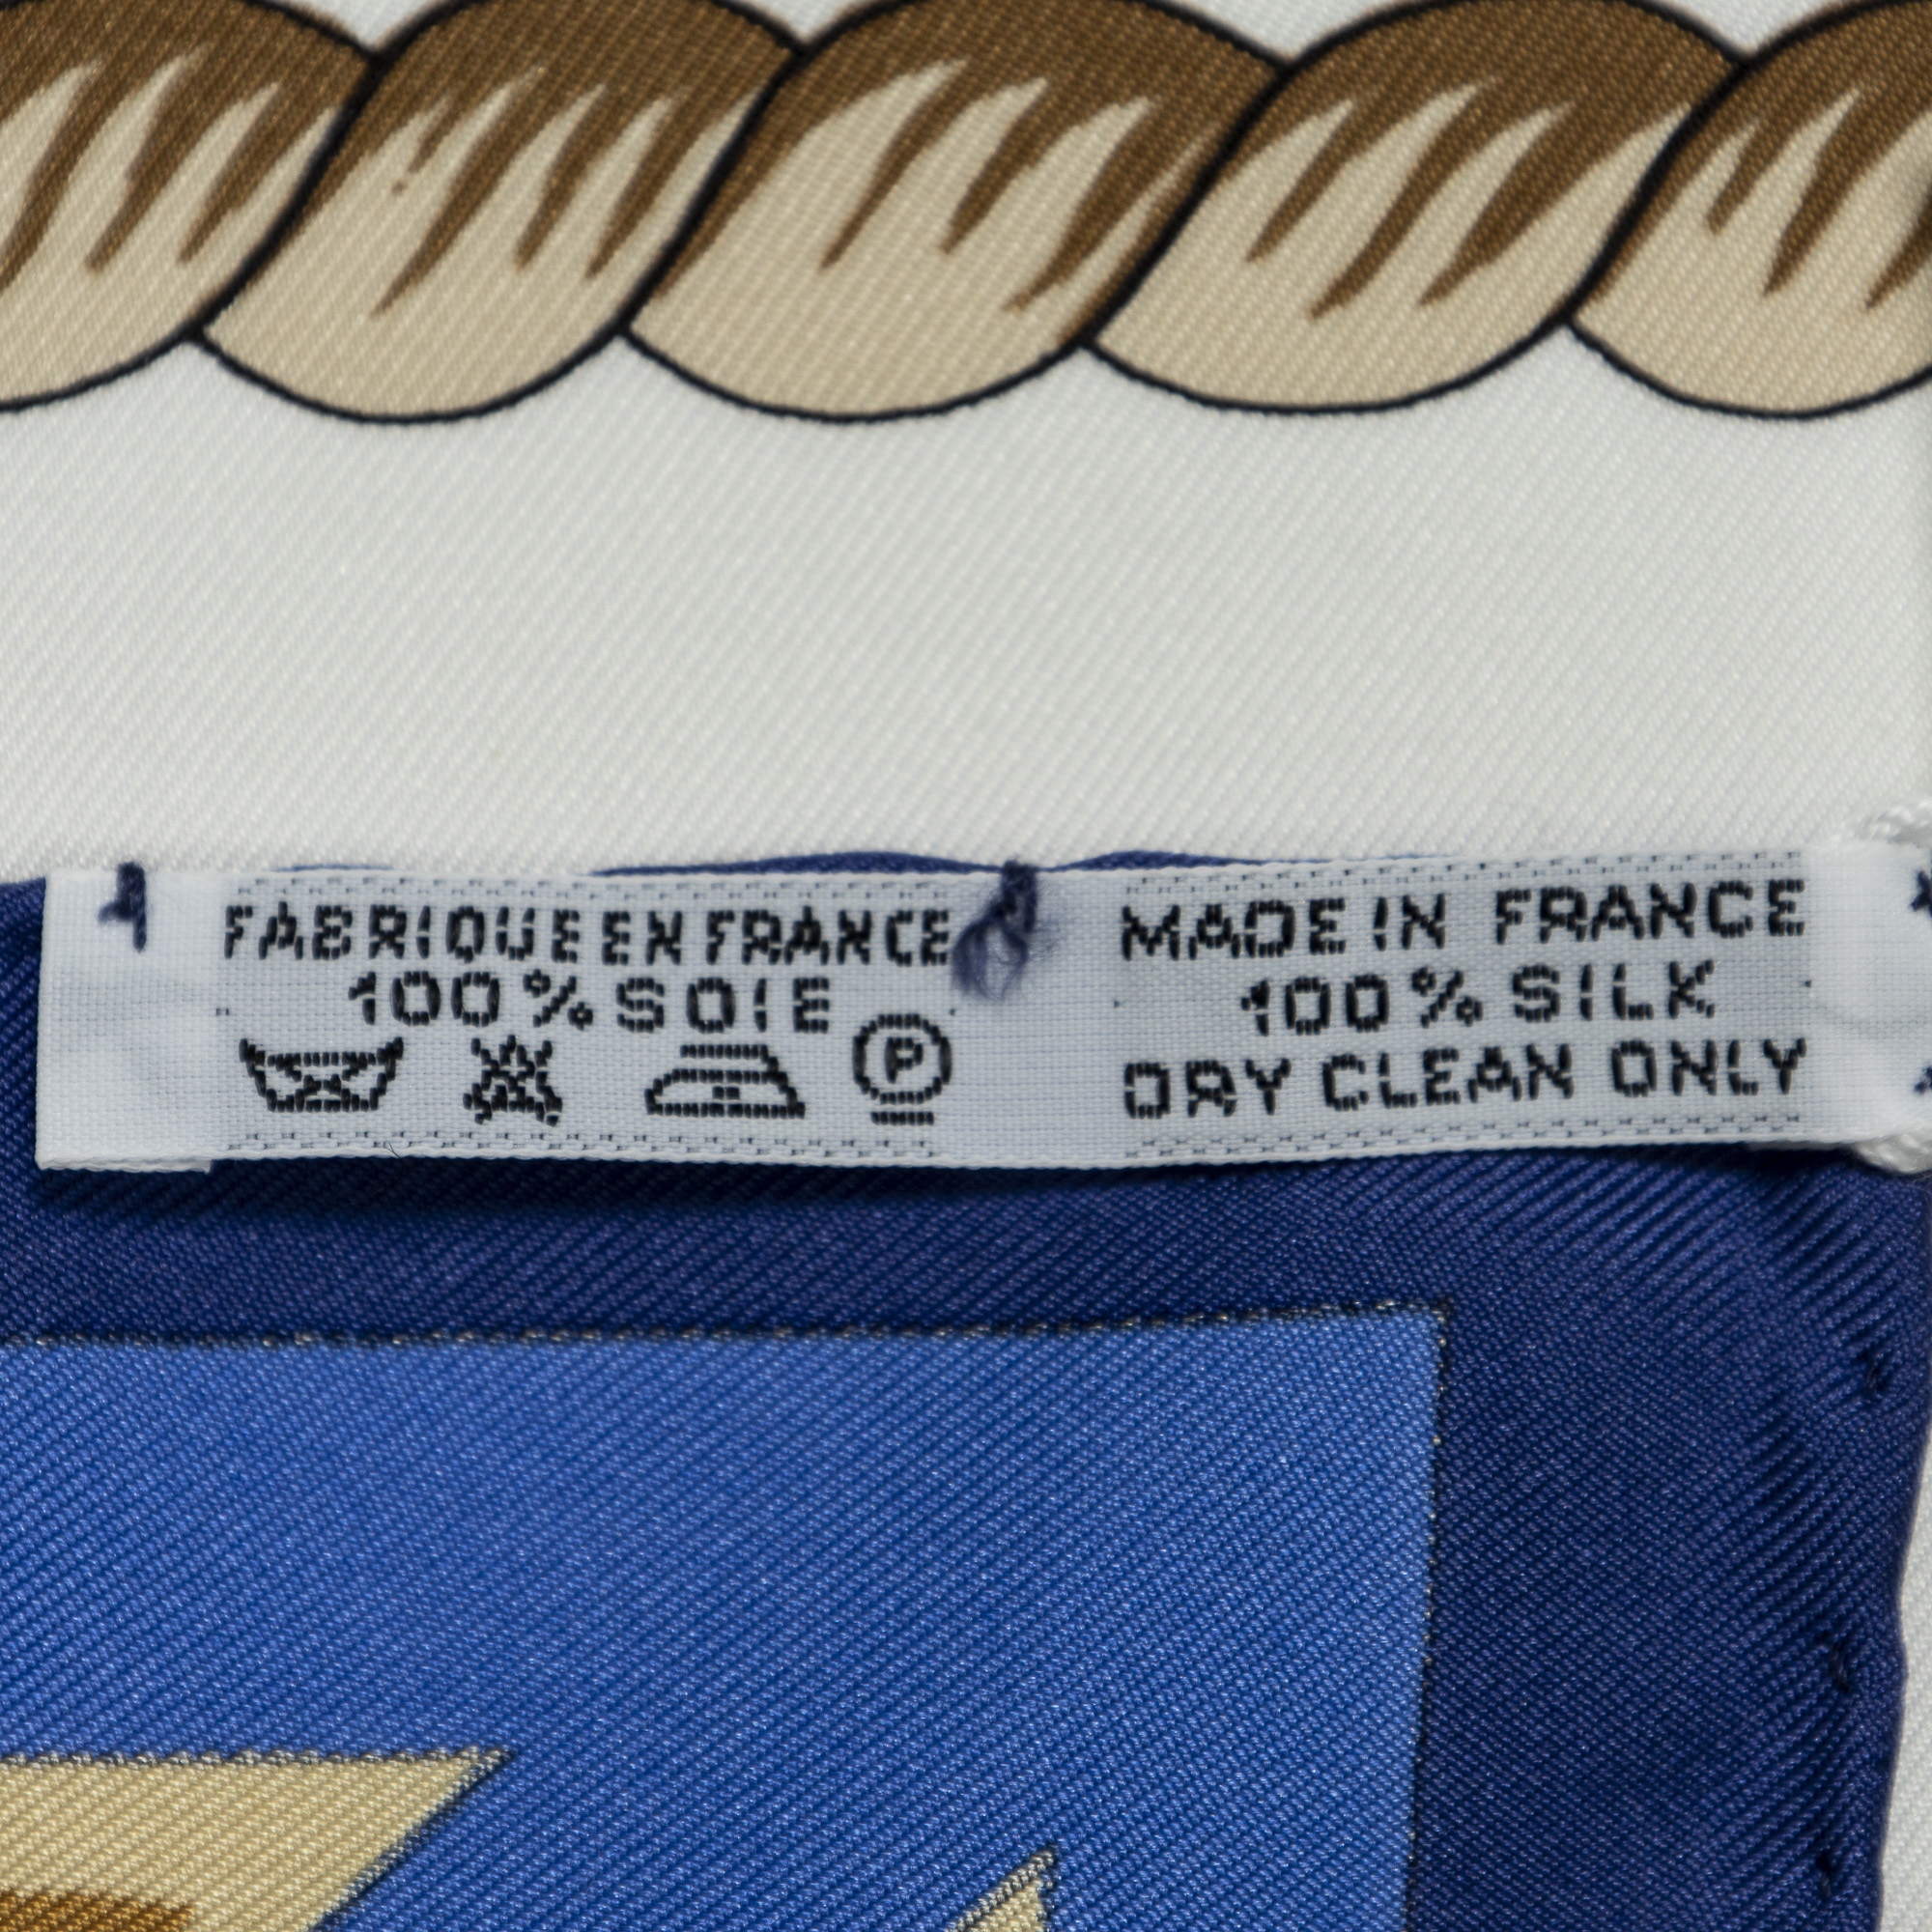 FABRIQUE EN FRANCE
100% SOIE
P
MADE IN FRANCE
100% SILK
DRY CLEAN ONLY